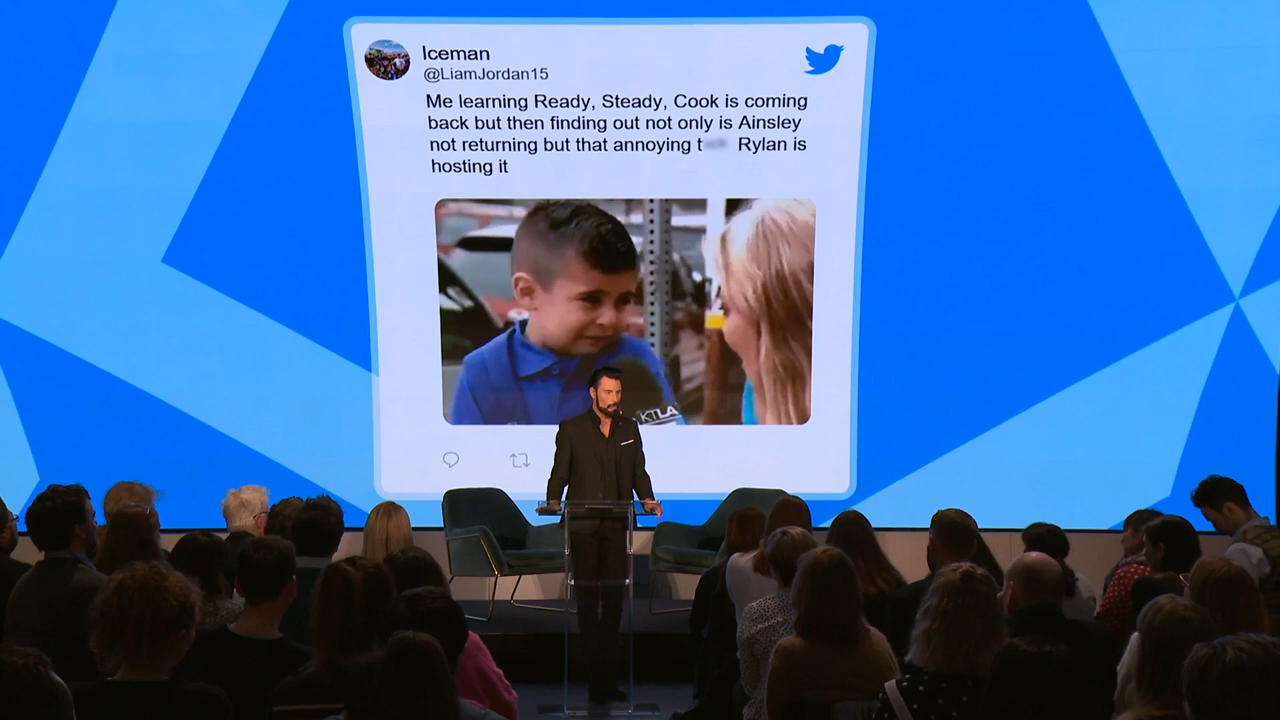 Iceman
@LiamJordan15
Me learning Ready, Steady, Cook is coming
back but then finding out not only is Ainsley
not returning but that annoying t Rylan is
hosting it
KTLA